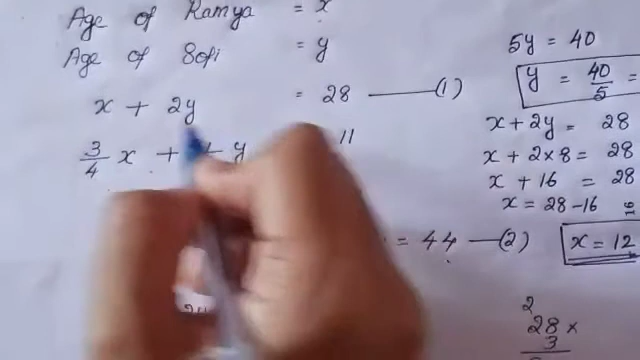 Age of Ramya = x
Age of Sofi = y
x + 2y = 28 —— (1)
3/4 x + y 11
= 44 — (2)
2
28 ×
3
5y = 40
y = 40/5 =
x + 2y = 28
x + 2×8 = 28
x + 16 = 28
x = 28 - 16
x = 12